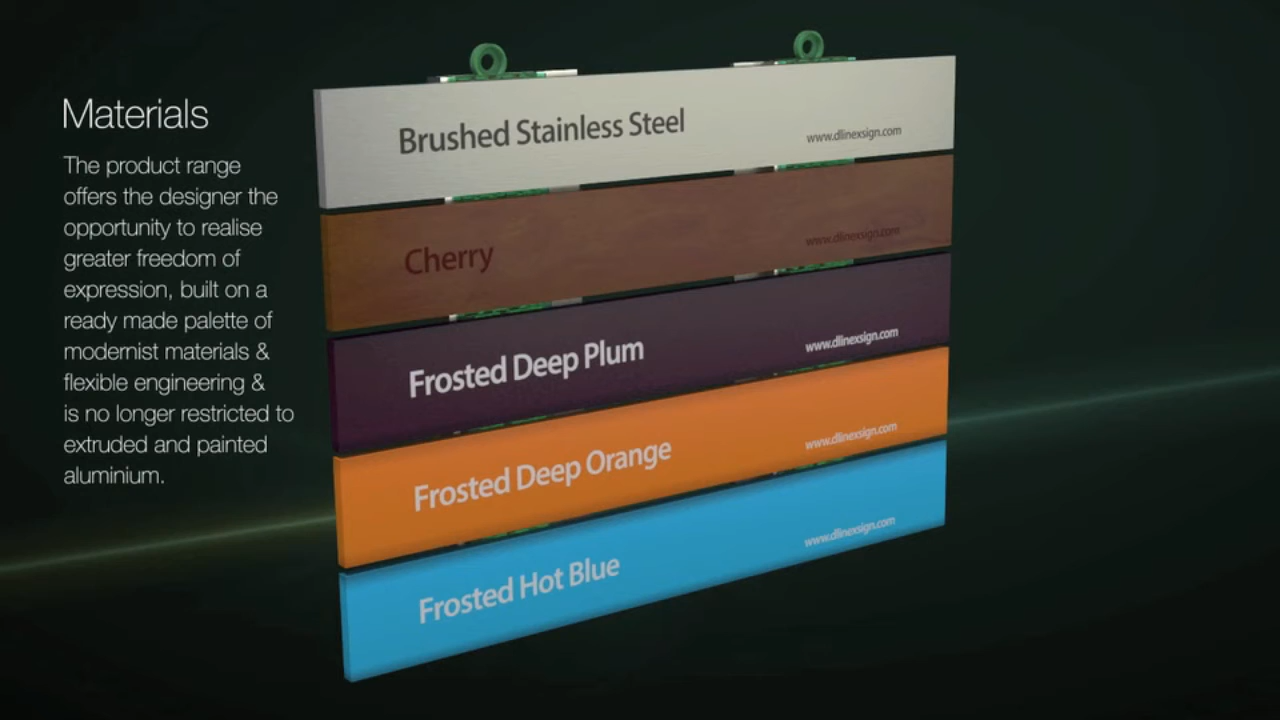 Materials
The product range
offers the designer the
opportunity to realise
greater freedom of
expression, built on a
ready made palette of
modernist materials &
flexible engineering &
is no longer restricted to
extruded and painted
aluminium.
Brushed Stainless Steel
www.dlinexsign.com
Cherry
www.dlinexsign.com
Frosted Deep Plum
www.dlinexsign.com
Frosted Deep Orange
www.dlinexsign.com
Frosted Hot Blue
www.dlinexsign.com